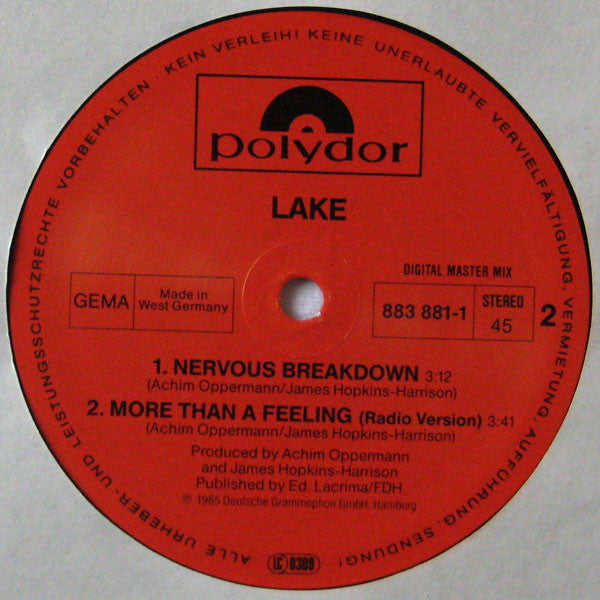 ALLE URHEBER- UND LEISTUNGSSCHUTZRECHTE VORBEHALTEN · KEIN VERLEIH! KEINE UNERLAUBTE VERVIELFÄLTIGUNG, VERMIETUNG, AUFFÜHRUNG, SENDUNG!
polydor
LAKE
DIGITAL MASTER MIX
GEMA
Made in
West Germany
883 881-1
STEREO
45
2
1. NERVOUS BREAKDOWN 3:12
(Achim Oppermann/James Hopkins-Harrison)
2. MORE THAN A FEELING (Radio Version) 3:41
(Achim Oppermann/James Hopkins-Harrison)
Produced by Achim Oppermann
and James Hopkins-Harrison
Published by Ed. Lacrima/FDH
℗ 1985 Deutsche Grammophon GmbH, Hamburg
LC 0309